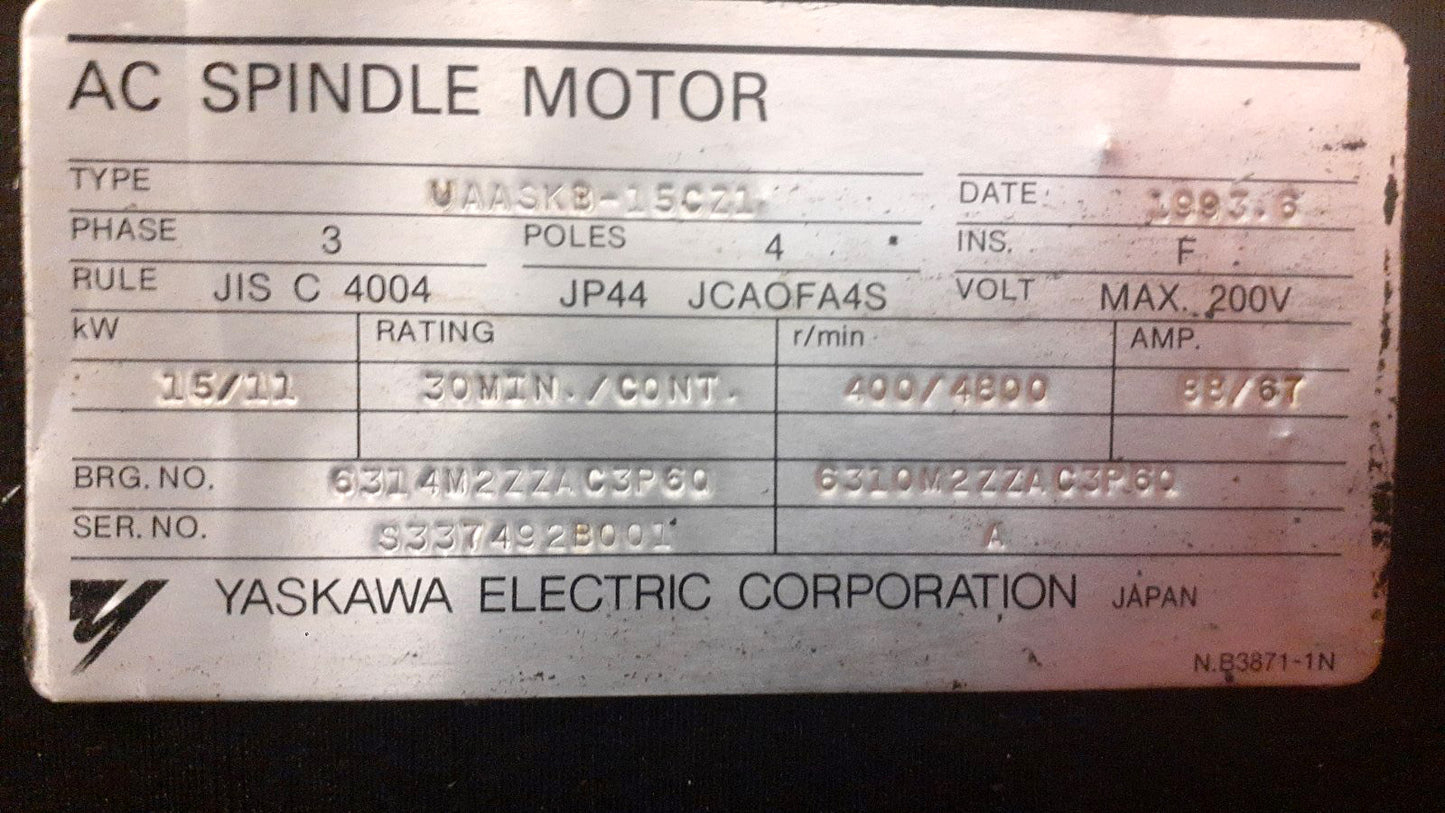 AC SPINDLE MOTOR
TYPE UAASKB-15CZ1 DATE 1993.6
PHASE 3 POLES 4 INS. F
RULE JIS C 4004 JP44 JCAOFA4S VOLT MAX. 200V
kW RATING r/min AMP.
15/11 30MIN./CONT. 400/4800 88/67
BRG. NO. 6314M2ZZAC3P6Q 6310M2ZZAC3P6Q
SER. NO. S337492B001 A
YASKAWA ELECTRIC CORPORATION JAPAN
N.B3871-1N